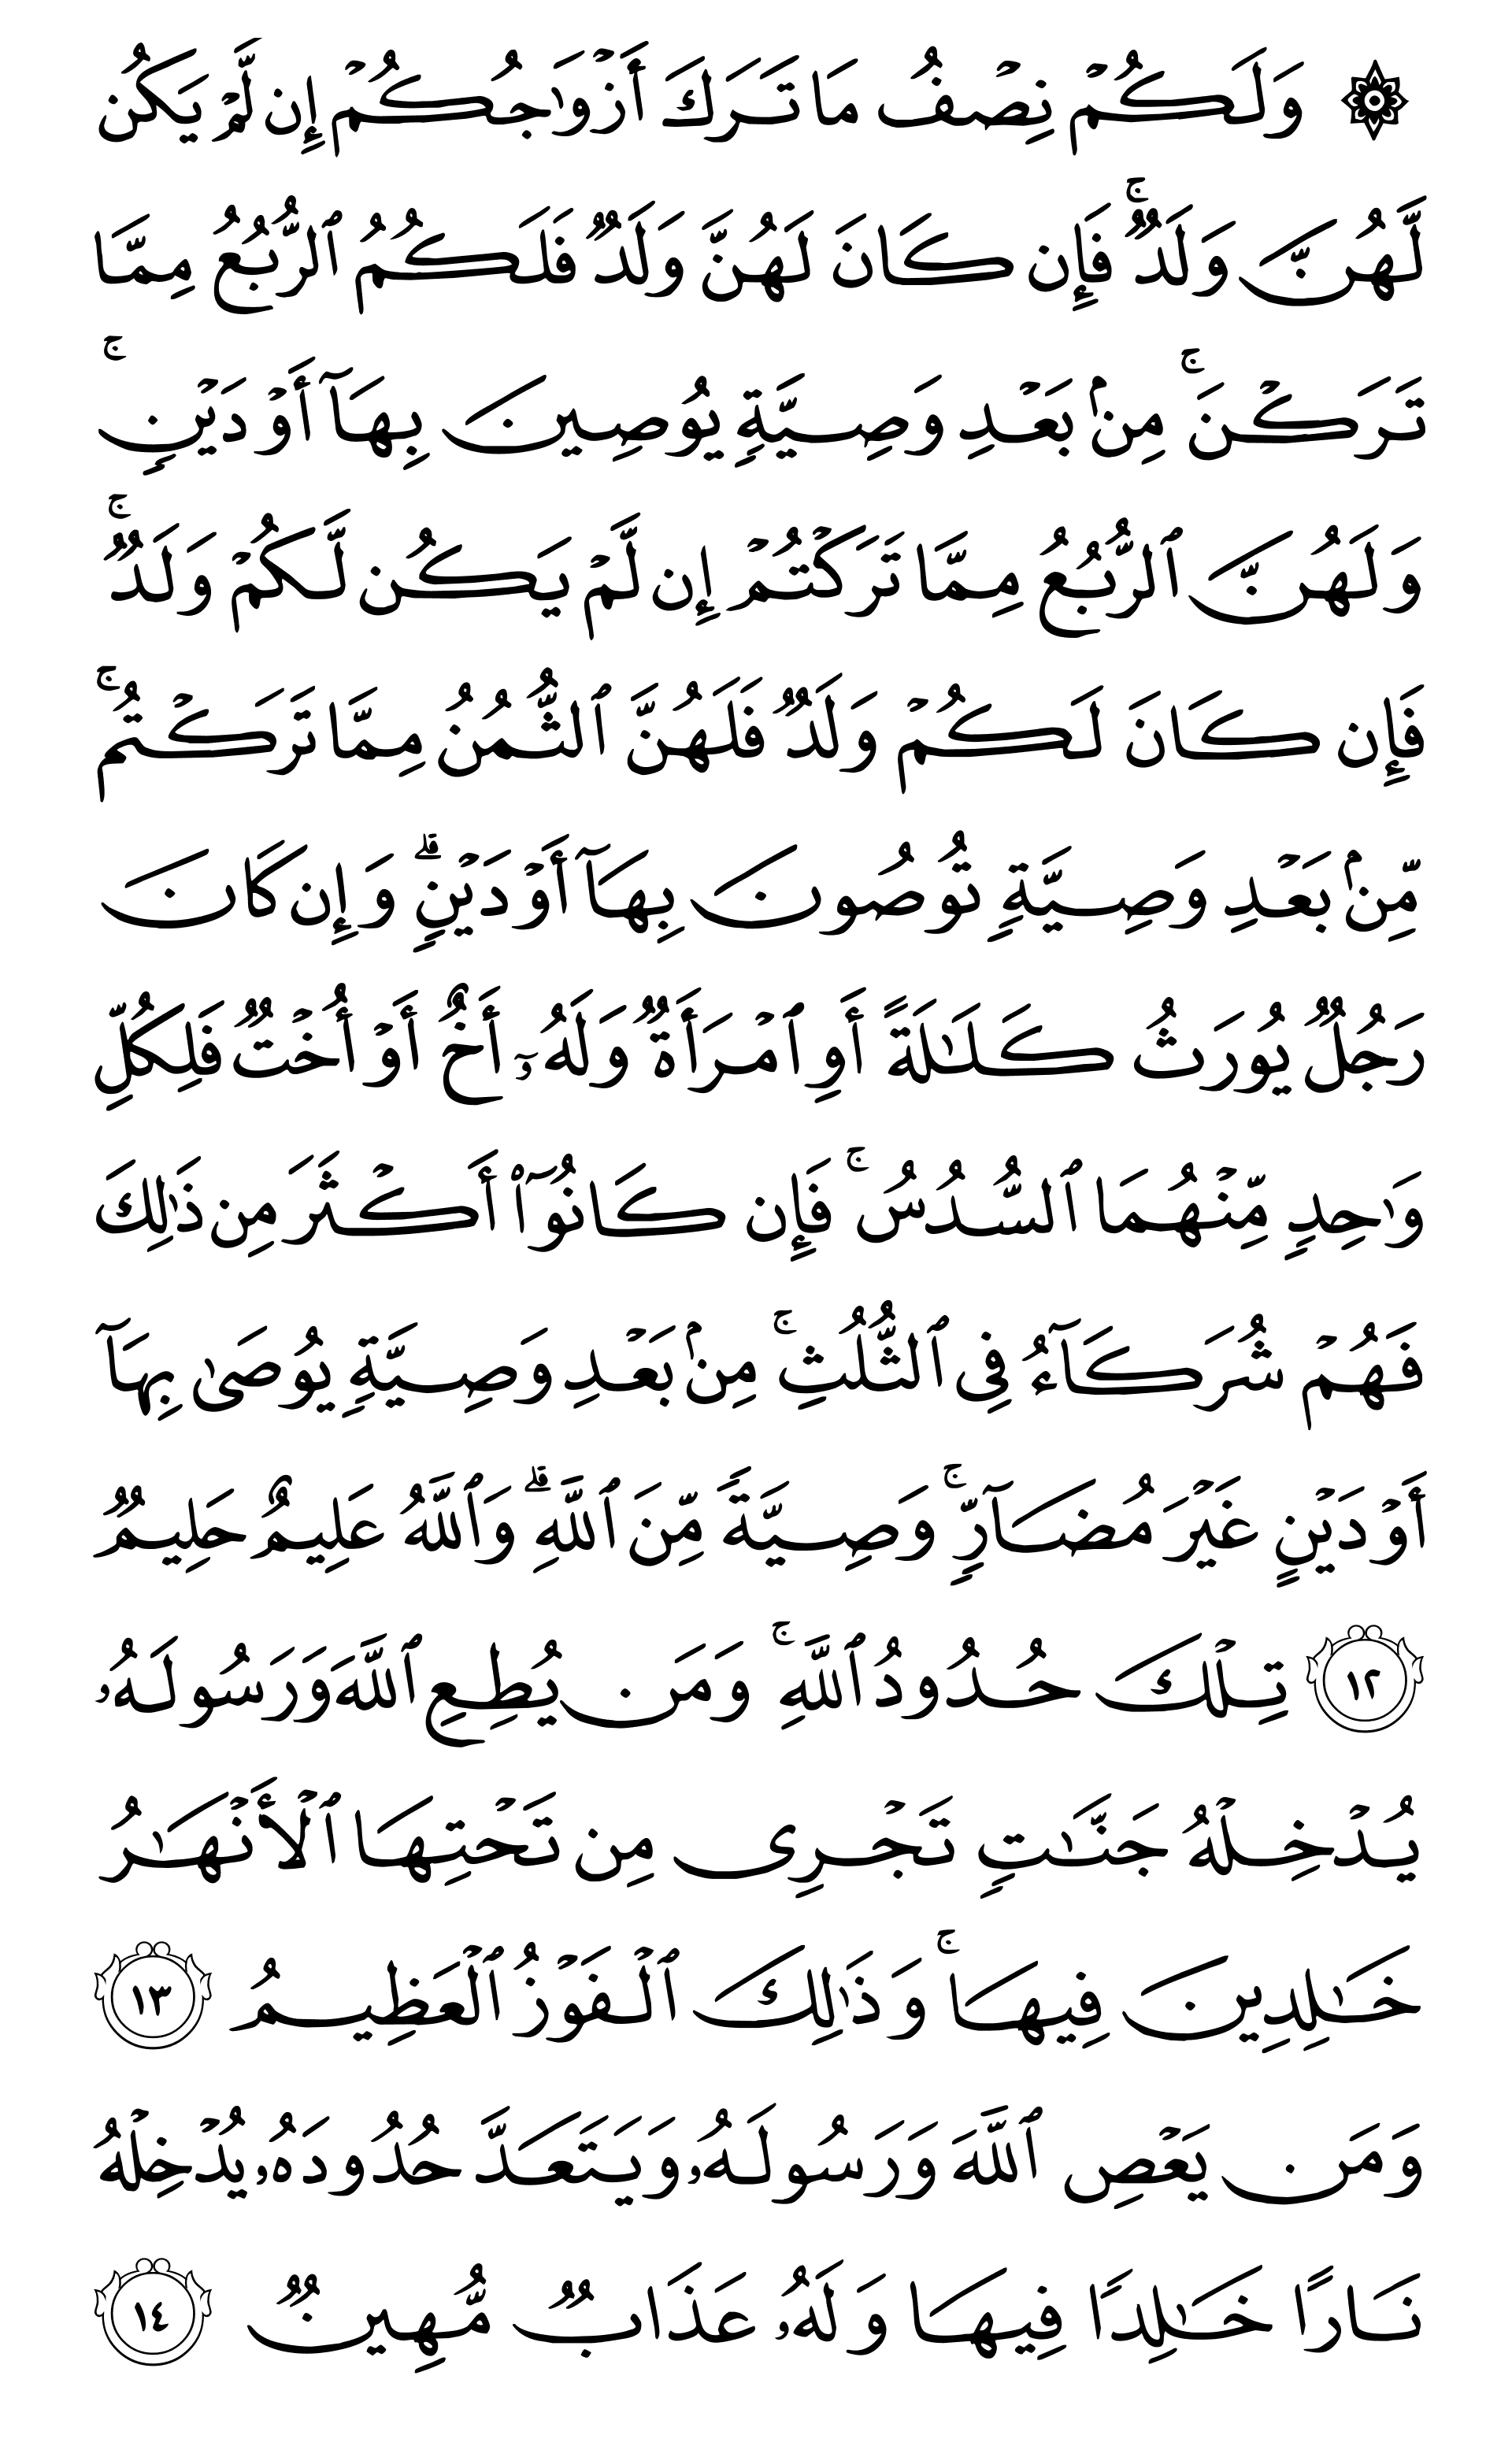 ۞ وَلَكُمْ نِصْفُ مَا تَرَكَ أَزْوَٰجُكُمْ إِن لَّمْ يَكُن
لَّهُنَّ وَلَدٌ ۚ فَإِن كَانَ لَهُنَّ وَلَدٌ فَلَكُمُ ٱلرُّبُعُ مِمَّا
تَرَكْنَ ۚ مِنۢ بَعْدِ وَصِيَّةٍ يُوصِينَ بِهَآ أَوْ دَيْنٍ ۚ
وَلَهُنَّ ٱلرُّبُعُ مِمَّا تَرَكْتُمْ إِن لَّمْ يَكُن لَّكُمْ وَلَدٌ ۚ
فَإِن كَانَ لَكُمْ وَلَدٌ فَلَهُنَّ ٱلثُّمُنُ مِمَّا تَرَكْتُم ۚ
مِّنۢ بَعْدِ وَصِيَّةٍ تُوصُونَ بِهَآ أَوْ دَيْنٍ ۗ وَإِن كَانَ
رَجُلٌ يُورَثُ كَلَـٰلَةً أَوِ ٱمْرَأَةٌ وَلَهُۥٓ أَخٌ أَوْ أُخْتٌ فَلِكُلِّ
وَٰحِدٍ مِّنْهُمَا ٱلسُّدُسُ ۚ فَإِن كَانُوٓا۟ أَكْثَرَ مِن ذَٰلِكَ
فَهُمْ شُرَكَآءُ فِى ٱلثُّلُثِ ۚ مِنۢ بَعْدِ وَصِيَّةٍ يُوصَىٰ بِهَآ
أَوْ دَيْنٍ غَيْرَ مُضَآرٍّ ۚ وَصِيَّةً مِّنَ ٱللَّهِ ۗ وَٱللَّهُ عَلِيمٌ حَلِيمٌ
١٢ تِلْكَ حُدُودُ ٱللَّهِ ۚ وَمَن يُطِعِ ٱللَّهَ وَرَسُولَهُۥ
يُدْخِلْهُ جَنَّـٰتٍ تَجْرِى مِن تَحْتِهَا ٱلْأَنْهَـٰرُ
خَـٰلِدِينَ فِيهَا ۚ وَذَٰلِكَ ٱلْفَوْزُ ٱلْعَظِيمُ ١٣
وَمَن يَعْصِ ٱللَّهَ وَرَسُولَهُۥ وَيَتَعَدَّ حُدُودَهُۥ يُدْخِلْهُ
نَارًا خَـٰلِدًا فِيهَا وَلَهُۥ عَذَابٌ مُّهِينٌ ١٤